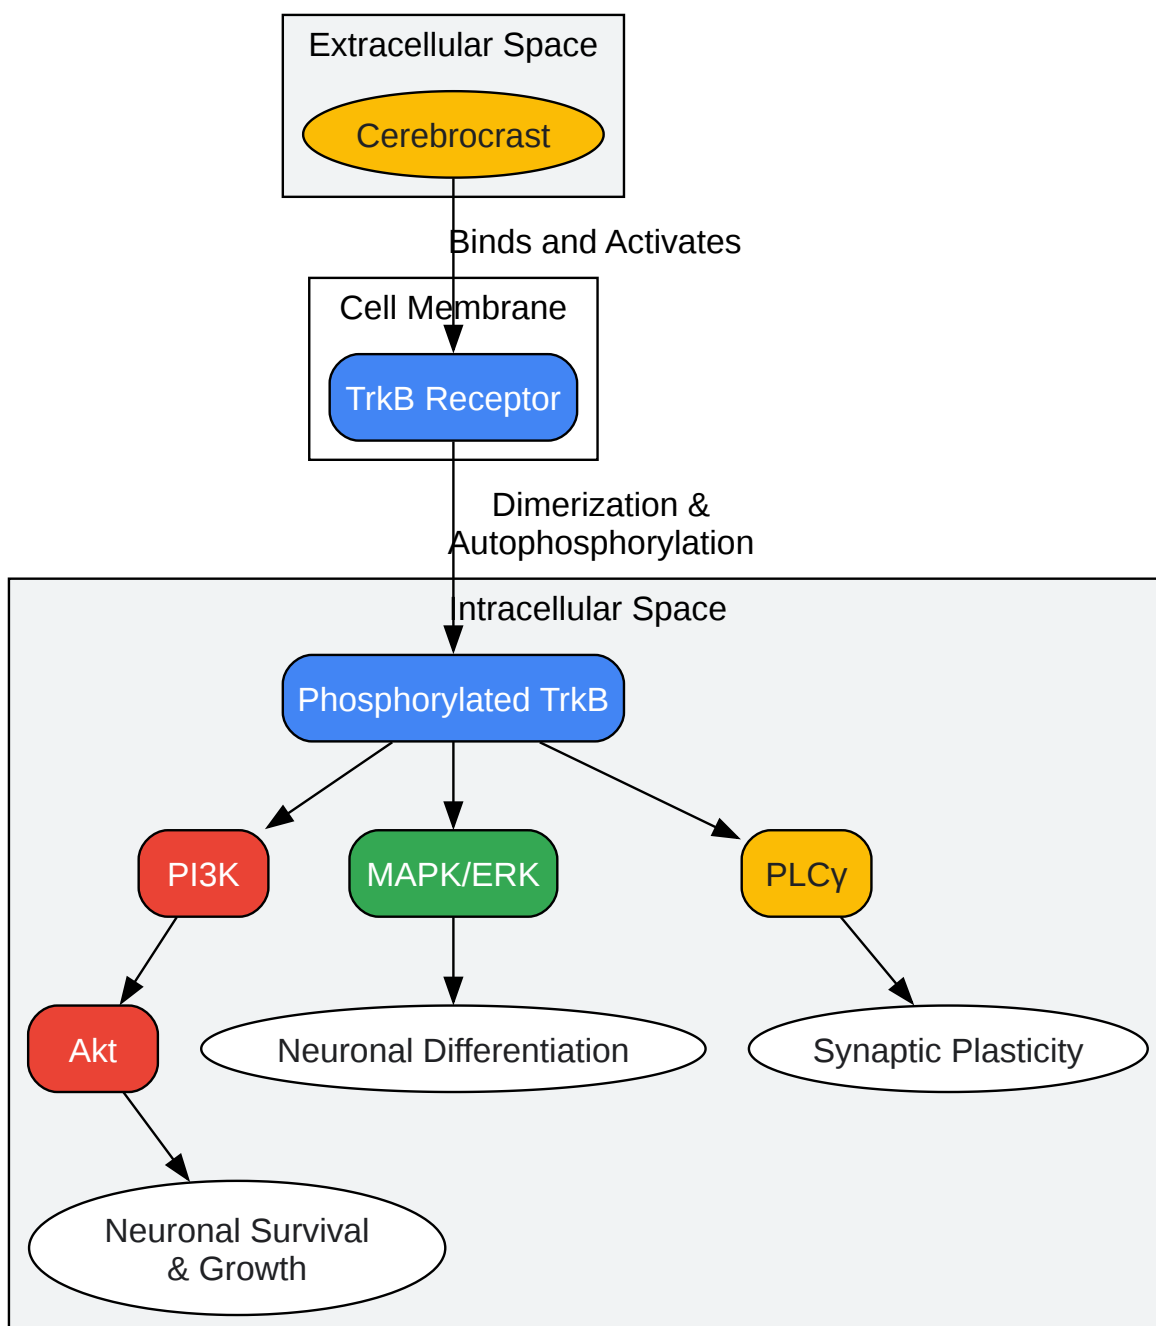 Extracellular Space
Cerebrocrast
Binds and Activates
Cell Membrane
TrkB Receptor
Dimerization &
Autophosphorylation
Intracellular Space
Phosphorylated TrkB
PI3K
MAPK/ERK
PLCγ
Akt
Neuronal Differentiation
Synaptic Plasticity
Neuronal Survival
& Growth